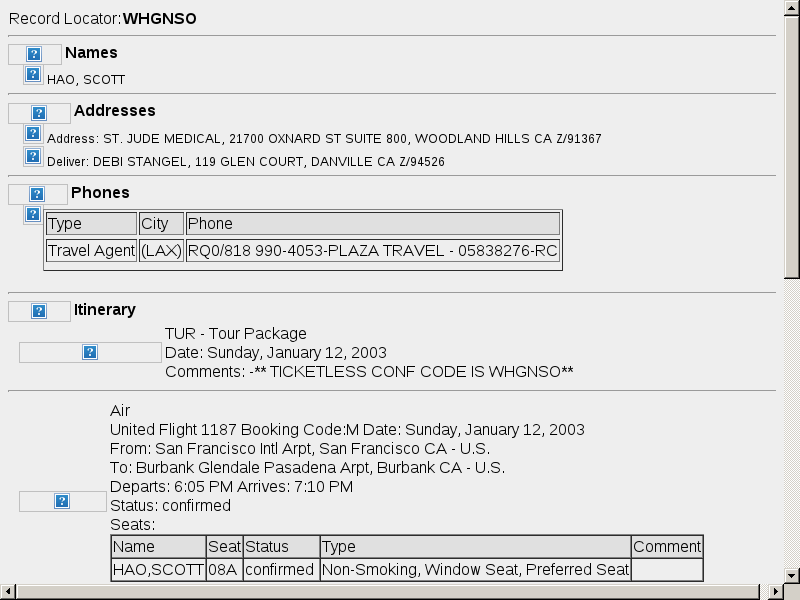 Record Locator:WHGNSO
Names
HAO, SCOTT
Addresses
Address: ST. JUDE MEDICAL, 21700 OXNARD ST SUITE 800, WOODLAND HILLS CA Z/91367
Deliver: DEBI STANGEL, 119 GLEN COURT, DANVILLE CA Z/94526
Phones
Type City Phone
Travel Agent (LAX) RQ0/818 990-4053-PLAZA TRAVEL - 05838276-RC
Itinerary
TUR - Tour Package
Date: Sunday, January 12, 2003
Comments: -** TICKETLESS CONF CODE IS WHGNSO**
Air
United Flight 1187 Booking Code:M Date: Sunday, January 12, 2003
From: San Francisco Intl Arpt, San Francisco CA - U.S.
To: Burbank Glendale Pasadena Arpt, Burbank CA - U.S.
Departs: 6:05 PM Arrives: 7:10 PM
Status: confirmed
Seats:
Name Seat Status Type Comment
HAO,SCOTT 08A confirmed Non-Smoking, Window Seat, Preferred Seat